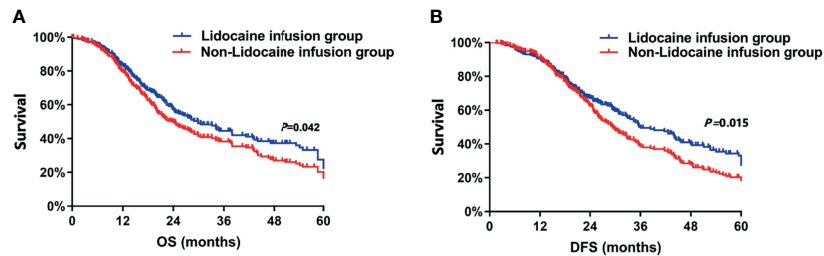 A
Lidocaine infusion group
Non-Lidocaine infusion group
100%
80%
60%
40%
20%
0%
Survival
P=0.042
0 12 24 36 48 60
OS (months)
B
Lidocaine infusion group
Non-Lidocaine infusion group
100%
80%
60%
40%
20%
0%
Survival
P=0.015
0 12 24 36 48 60
DFS (months)